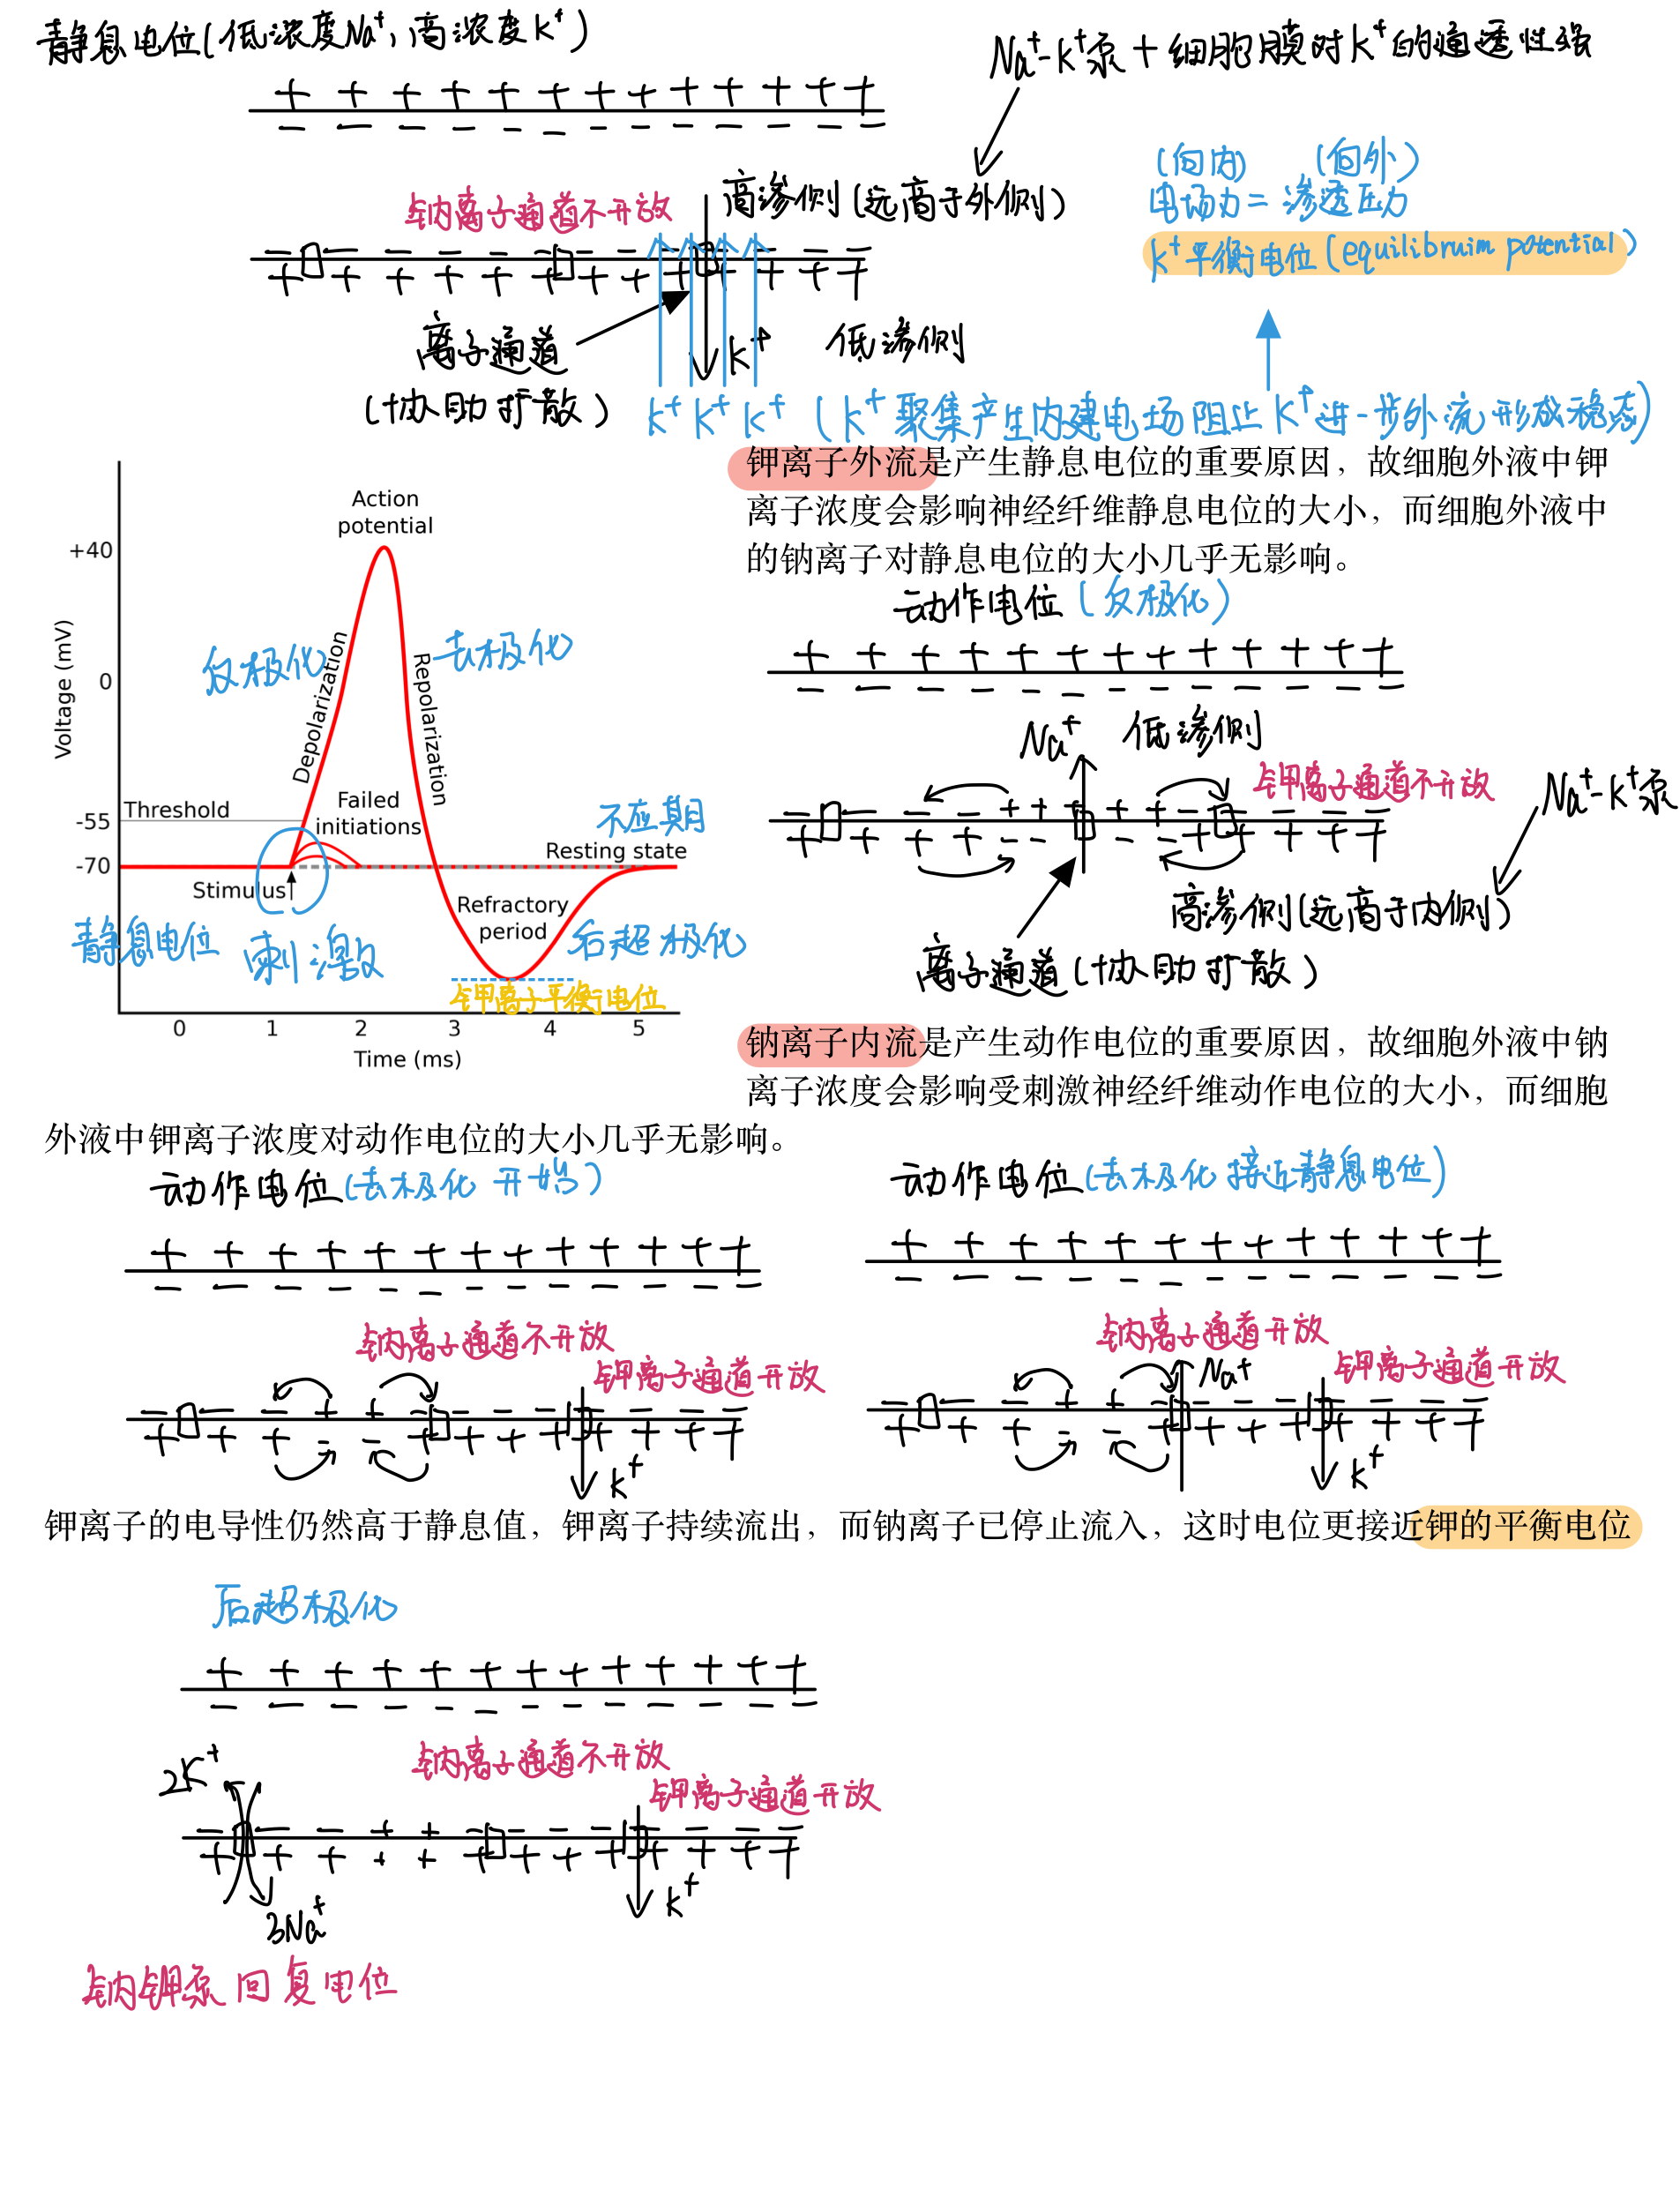 静息电位(低浓度Na⁺、高浓度K⁺)
Na⁺-K⁺泵+细胞膜对K⁺的通透性强
(向内) (向外)
电场力=渗透压力
K⁺平衡电位(equilibruim potential)
钠离子通道不开放
高渗侧(远高于外侧)
离子通道
(协助扩散)
K⁺
低渗侧
K⁺ K⁺ K⁺ (K⁺聚集产生内建电场阻止K⁺进一步外流形成稳态)
钾离子外流是产生静息电位的重要原因，故细胞外液中钾
离子浓度会影响神经纤维静息电位的大小，而细胞外液中
的钠离子对静息电位的大小几乎无影响。
Action
potential
+40
0
-55
-70
Voltage (mV)
反极化
Depolarization
Repolarization
去极化
Threshold
Failed
initiations
不应期
Resting state
Stimulus
Refractory
period
静息电位
刺激
后超极化
钾离子平衡电位
0 1 2 3 4 5
Time (ms)
动作电位(反极化)
Na⁺
低渗侧
钾离子通道不开放
Na⁺-K⁺泵
高渗侧(远高于内侧)
离子通道(协助扩散)
钠离子内流是产生动作电位的重要原因，故细胞外液中钠
离子浓度会影响受刺激神经纤维动作电位的大小，而细胞
外液中钾离子浓度对动作电位的大小几乎无影响。
动作电位(去极化开始)
钠离子通道不开放
钾离子通道开放
K⁺
动作电位(去极化接近静息电位)
钠离子通道开放
Na⁺
钾离子通道开放
K⁺
钾离子的电导性仍然高于静息值，钾离子持续流出，而钠离子已停止流入，这时电位更接近钾的平衡电位
后超极化
钠离子通道不开放
钾离子通道开放
2K⁺
3Na⁺
K⁺
钠钾泵回复电位